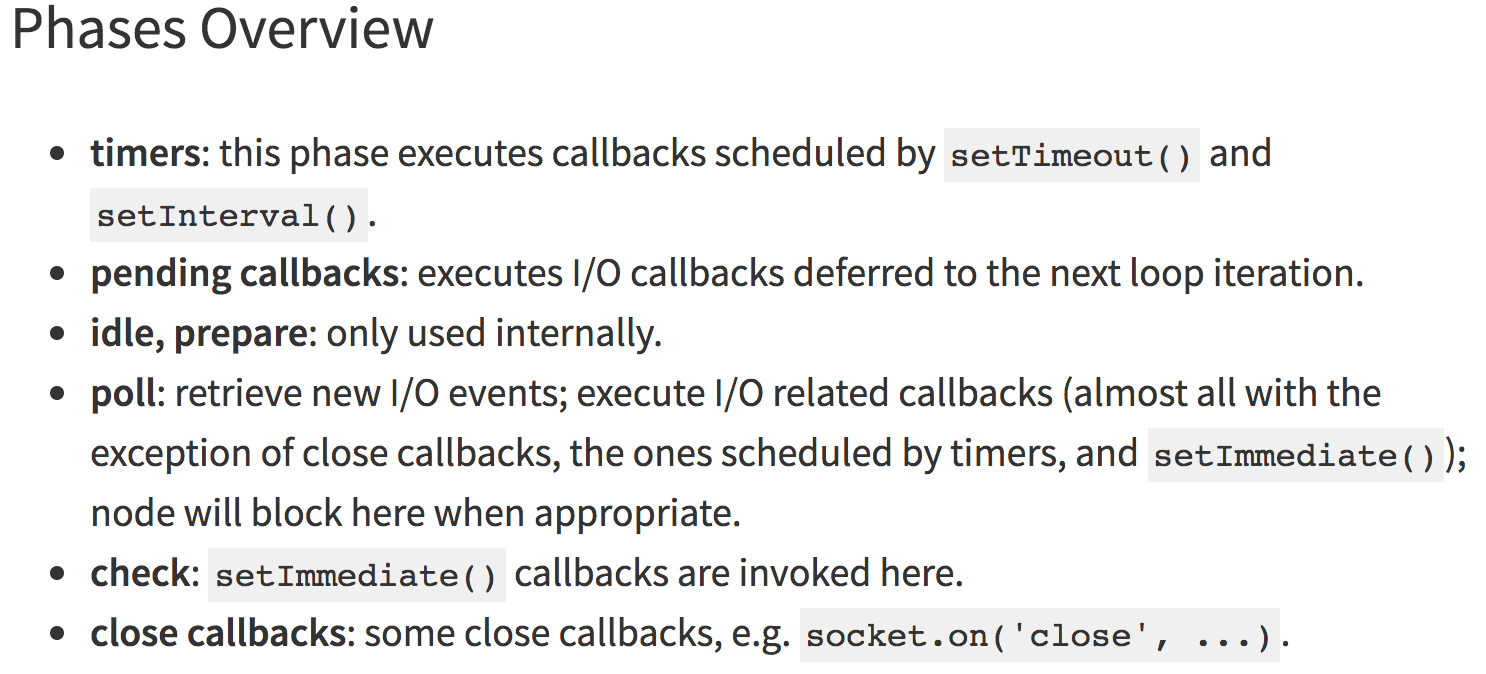 Phases Overview
• timers: this phase executes callbacks scheduled by setTimeout() and
setInterval().
• pending callbacks: executes I/O callbacks deferred to the next loop iteration.
• idle, prepare: only used internally.
• poll: retrieve new I/O events; execute I/O related callbacks (almost all with the
exception of close callbacks, the ones scheduled by timers, and setImmediate());
node will block here when appropriate.
• check: setImmediate() callbacks are invoked here.
• close callbacks: some close callbacks, e.g. socket.on('close', ...).